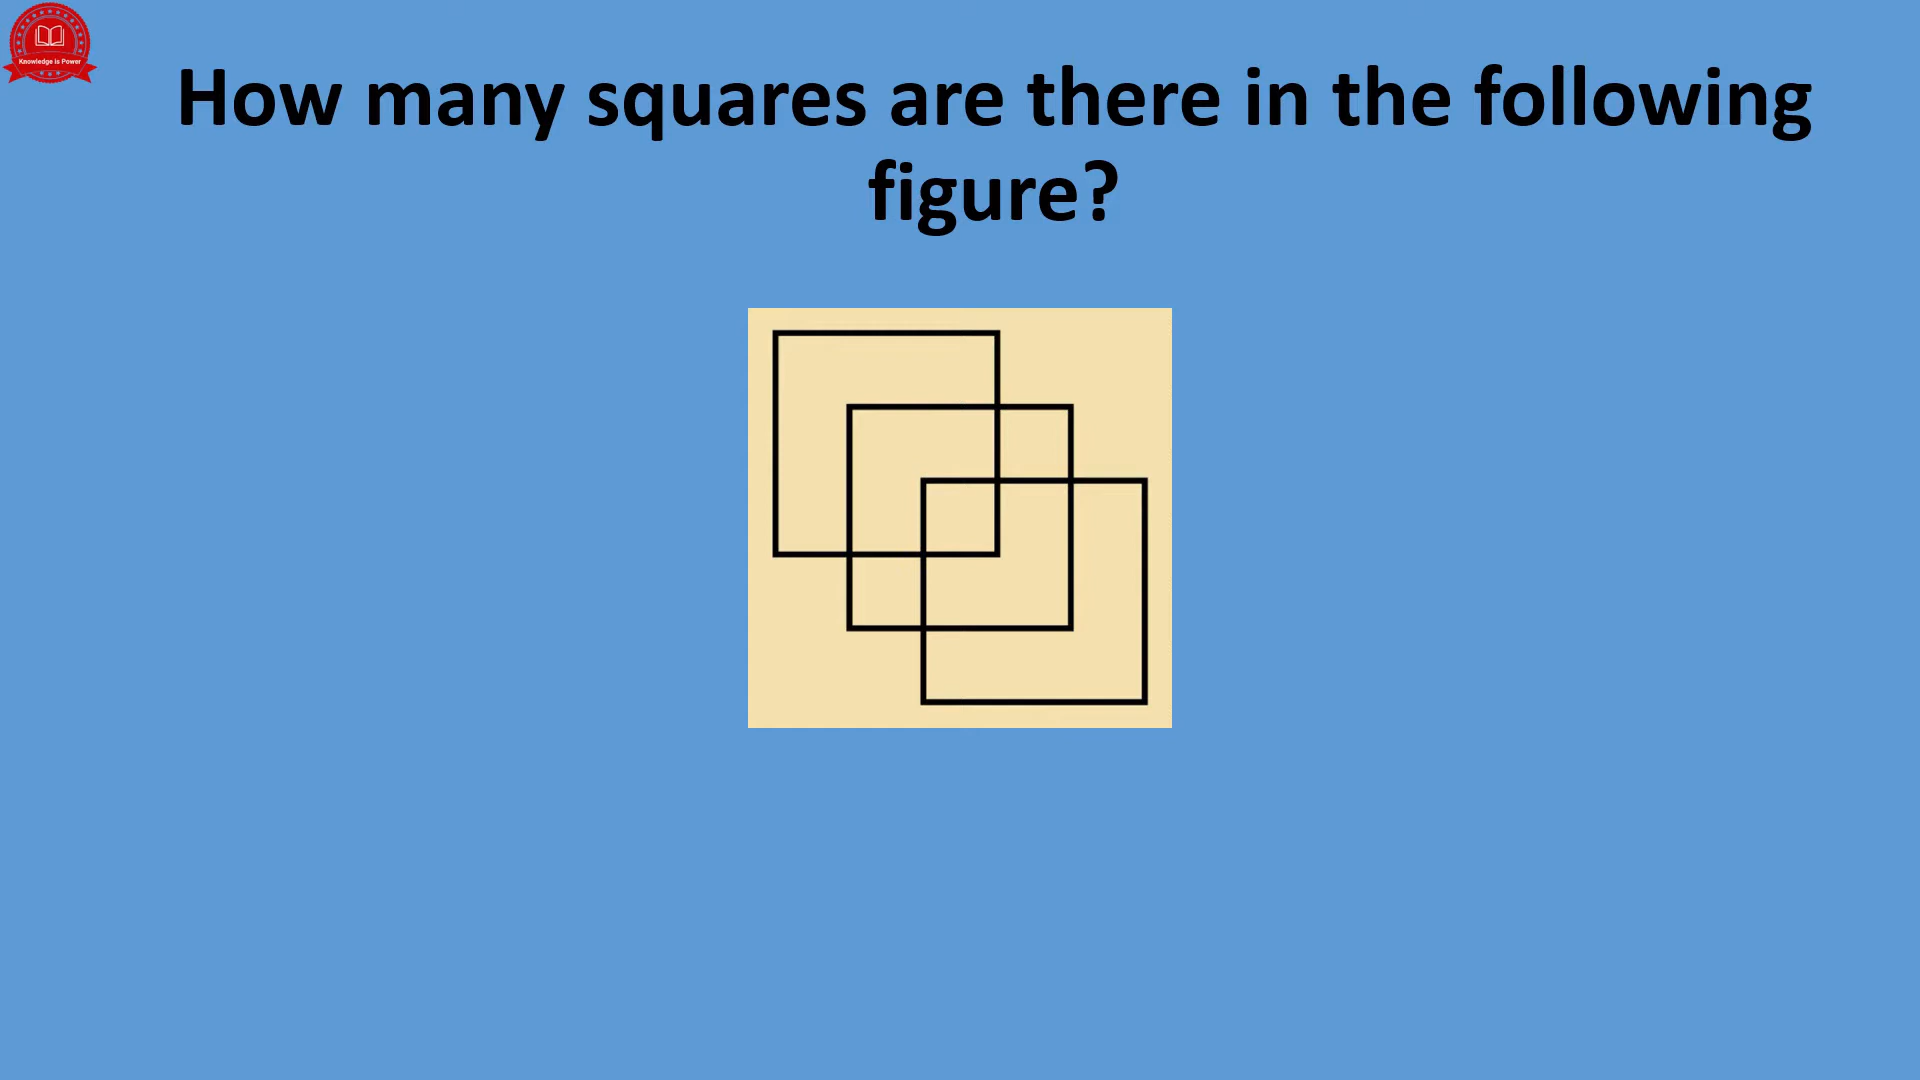 Knowledge is Power
How many squares are there in the following
figure?